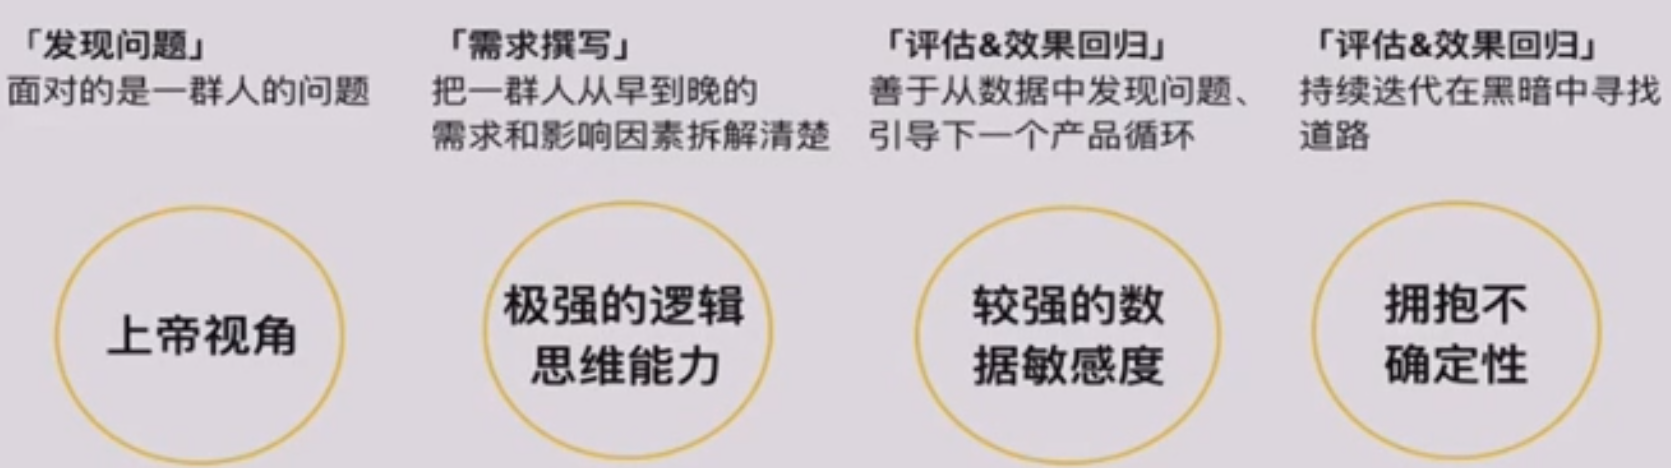 「发现问题」
面对的是一群人的问题
上帝视角
「需求撰写」
把一群人从早到晚的
需求和影响因素拆解清楚
极强的逻辑
思维能力
「评估&效果回归」
善于从数据中发现问题、
引导下一个产品循环
较强的数
据敏感度
「评估&效果回归」
持续迭代在黑暗中寻找
道路
拥抱不
确定性